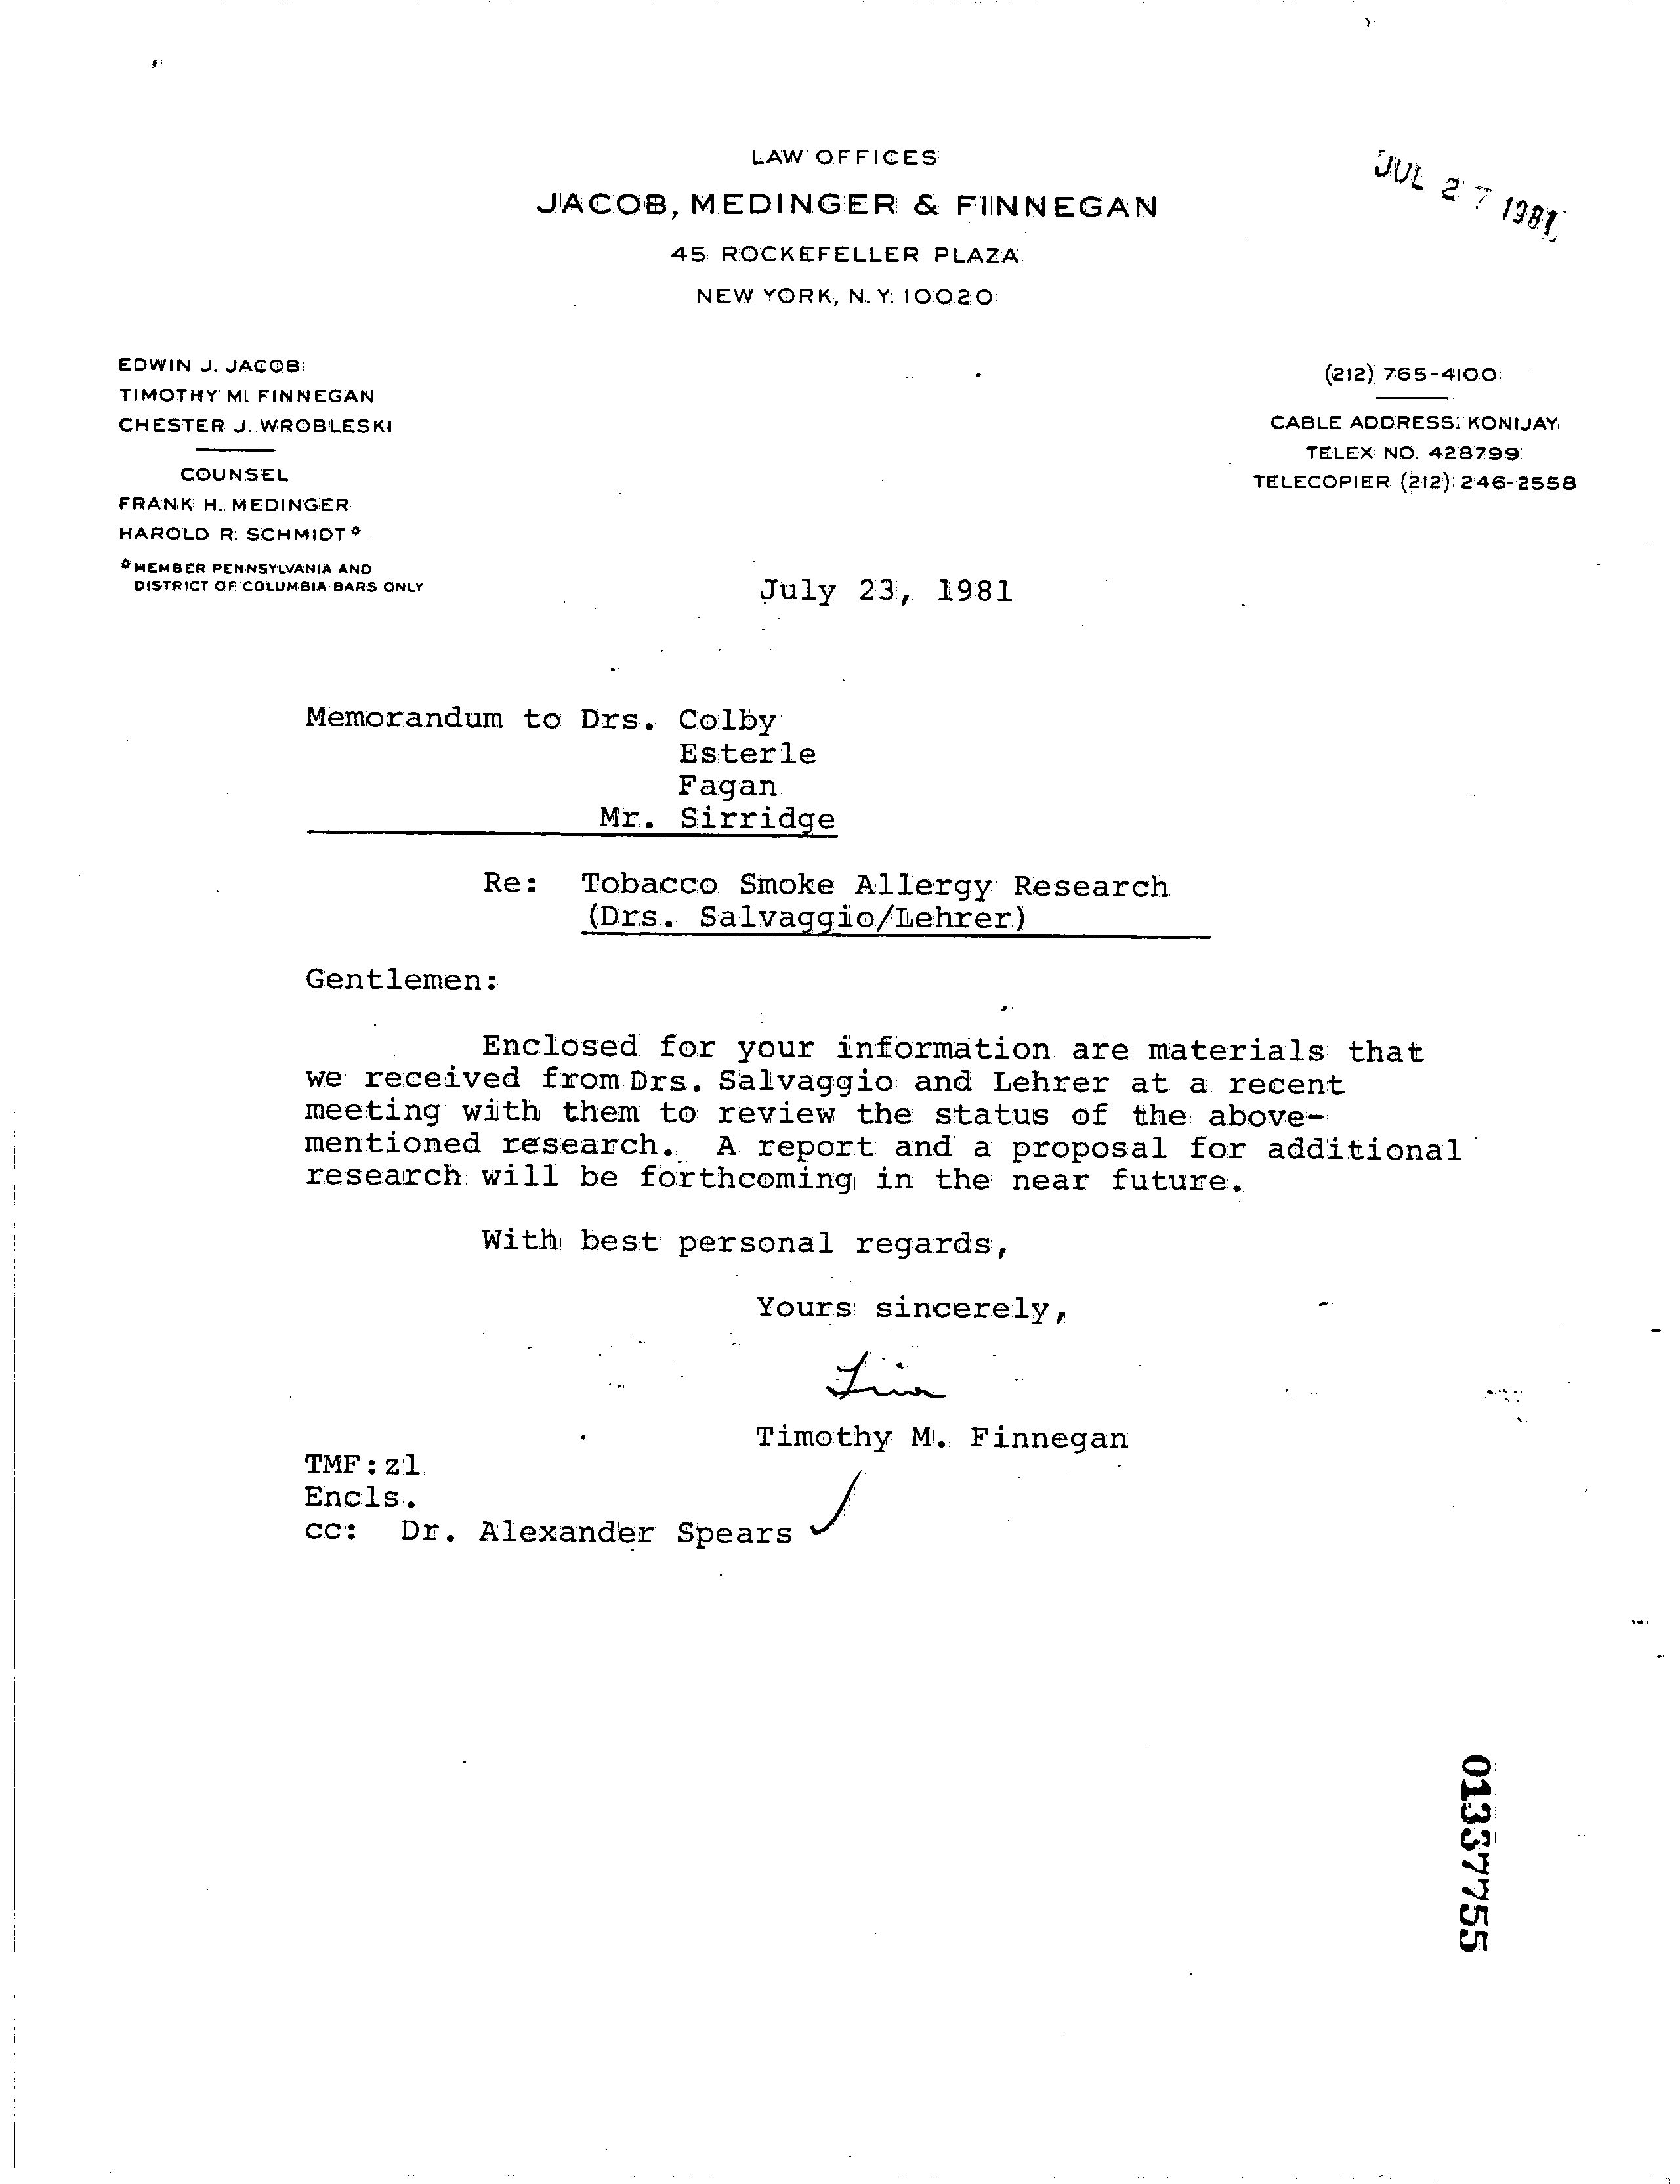 LAW OFFICES
JACOB, MEDINGER & FINNEGAN
45 ROCKEFELLER PLAZA
NEW YORK, N.Y. 10020
JUL 27 1981
EDWIN J. JACOB
TIMOTHY M. FINNEGAN
CHESTER J. WROBLESKI
COUNSEL
FRANK H. MEDINGER
HAROLD R. SCHMIDT*
*MEMBER PENNSYLVANIA AND
DISTRICT OF COLUMBIA BARS ONLY
(212) 765-4100
CABLE ADDRESS: KONIJAY
TELEX NO. 428799
TELECOPIER (212) 246-2558
July 23, 1981
Memorandum to Drs. Colby
Esterle
Fagan
Mr. Sirridge
Re: Tobacco Smoke Allergy Research
(Drs. Salvaggio/Lehrer)
Gentlemen:
Enclosed for your information are materials that
we received from Drs. Salvaggio and Lehrer at a recent
meeting with them to review the status of the above-
mentioned research. A report and a proposal for additional
research will be forthcoming in the near future.
With best personal regards,
Yours sincerely,
Tim
Timothy M. Finnegan
TMF:zl
Encls.
cc: Dr. Alexander Spears
01337755